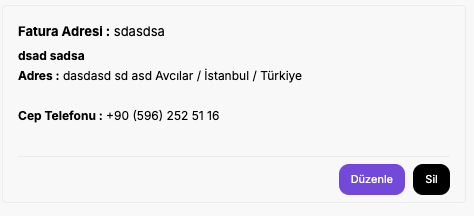 Fatura Adresi : sdasdsa
dsad sadsa
Adres : dasdasd sd asd Avcılar / İstanbul / Türkiye
Cep Telefonu : +90 (596) 252 51 16
Düzenle
Sil